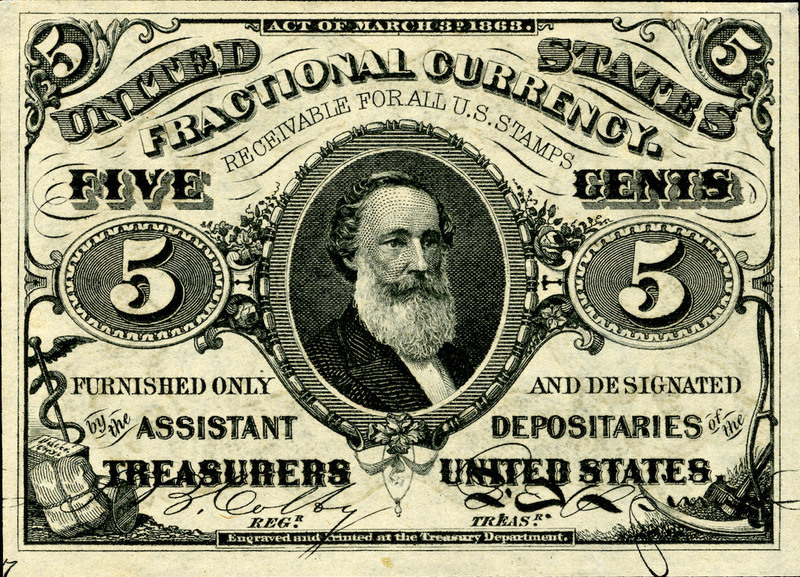 ACT OF MARCH 3D 1863.
5 5
UNITED STATES
FRACTIONAL CURRENCY.
RECEIVABLE FOR ALL U.S. STAMPS
FIVE CENTS
5 5
FURNISHED ONLY AND DESIGNATED
by the ASSISTANT DEPOSITARIES of the
TREASURERS UNITED STATES.
S. B. Colby
REGR. TREASR.
Engraved and Printed at the Treasury Department.